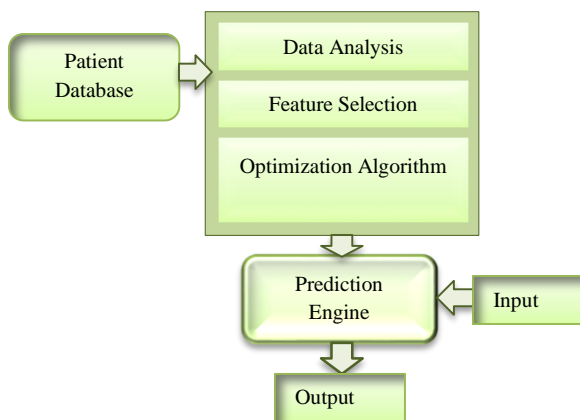 Patient
Database
Data Analysis
Feature Selection
Optimization Algorithm
Prediction
Engine
Input
Output